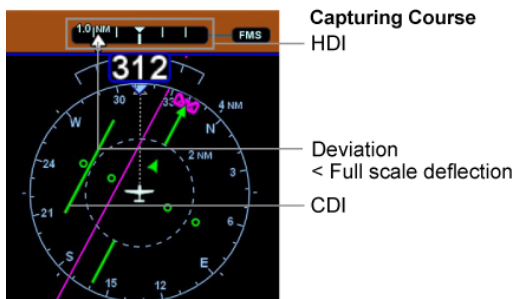 Capturing Course
HDI
1.0 NM
FMS
312
30
33
4 NM
W
N
24
2 NM
3
Deviation
< Full scale deflection
CDI
21
6
S
E
15
12